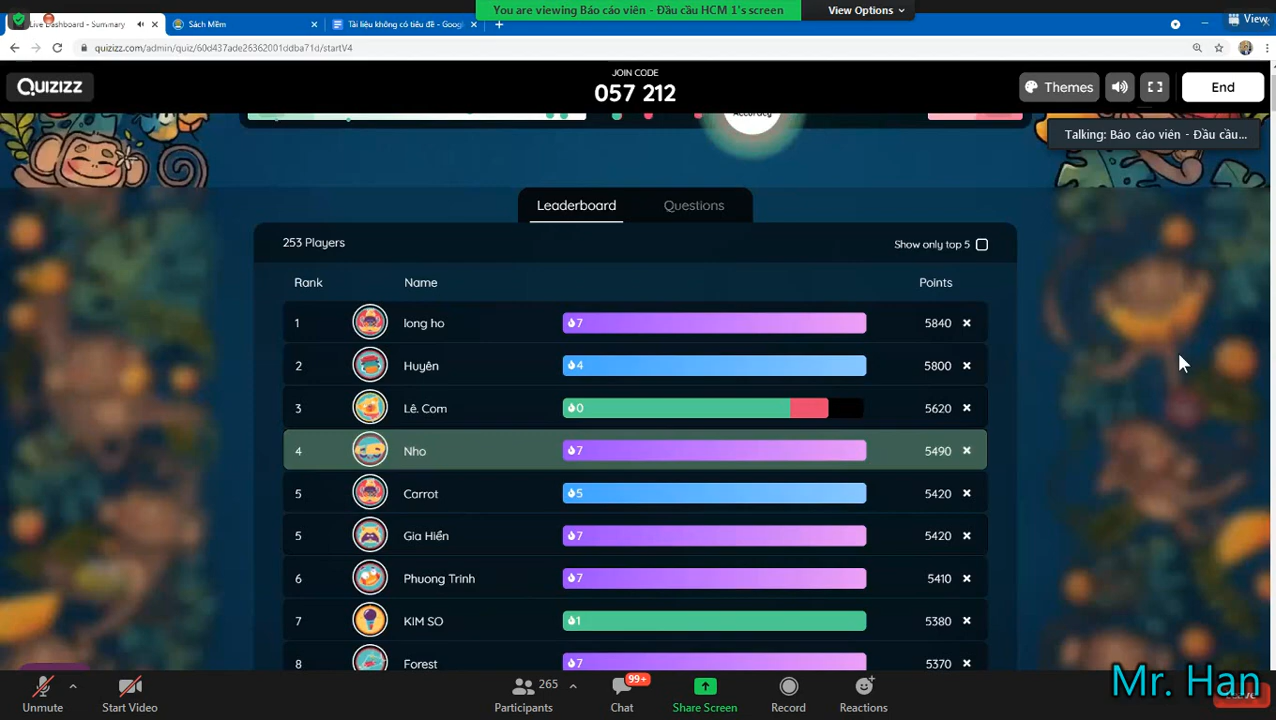 You are viewing Báo cáo viên - Đầu cầu HCM 1's screen
View Options
Live Dashboard - Summary
Sách Mềm
Tài liệu không có tiêu đề - Googl
View
quizizz.com/admin/quiz/60d437ade26362001ddba71d/startV4
QUIZIZZ
JOIN CODE
057 212
Themes
End
Accuracy
Talking: Báo cáo viên - Đầu cầu...
Leaderboard
Questions
253 Players
Show only top 5
Rank Name Points
1 long ho 7 5840
2 Huyên 4 5800
3 Lê. Com 0 5620
4 Nho 7 5490
5 Carrot 5 5420
5 Gia Hiển 7 5420
6 Phuong Trinh 7 5410
7 KIM SO 1 5380
8 Forest 7 5370
Mr. Han
265
99+
Unmute
Start Video
Participants
Chat
Share Screen
Record
Reactions